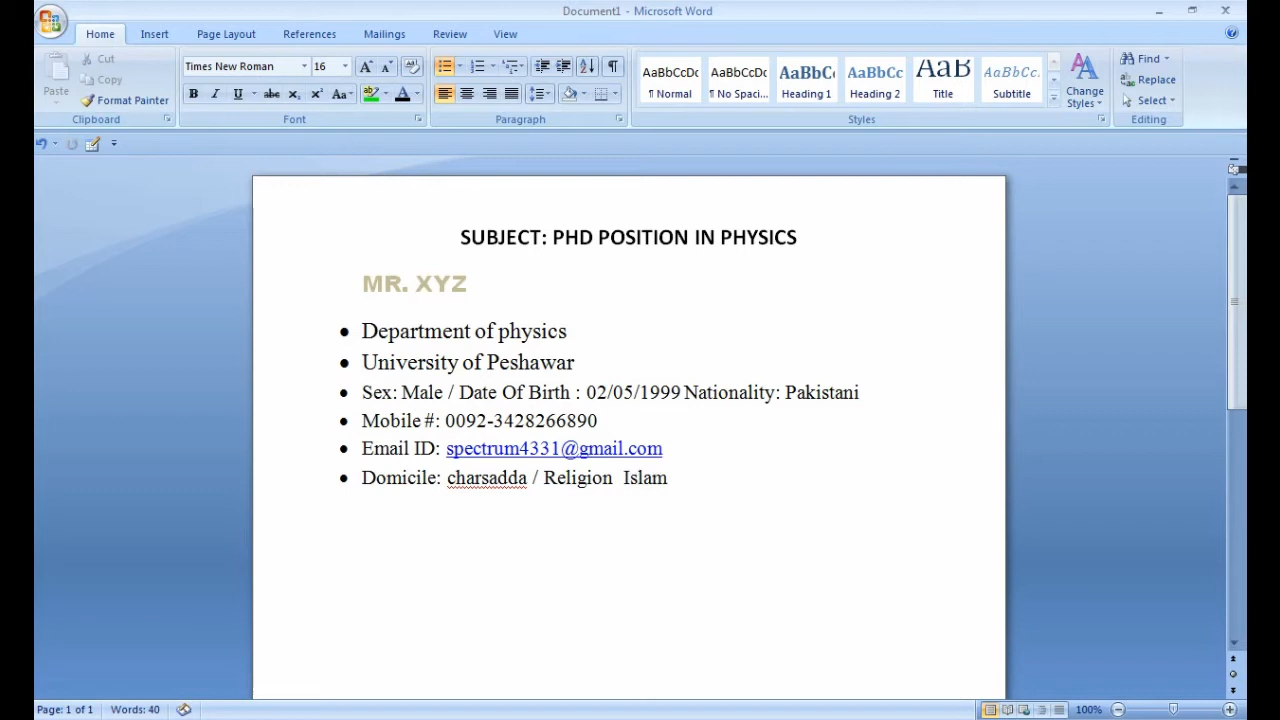 Document1 - Microsoft Word
Home Insert Page Layout References Mailings Review View
Paste
Cut
Copy
Format Painter
Clipboard
Times New Roman 16
B I U abc x₂ x² Aa
Font
Paragraph
AaBbCcDc AaBbCcDc AaBbCc AaBbCc AaB AaBbCc.
¶ Normal ¶ No Spaci... Heading 1 Heading 2 Title Subtitle
Change Styles
Styles
Find
Replace
Select
Editing
SUBJECT: PHD POSITION IN PHYSICS
MR. XYZ
• Department of physics
• University of Peshawar
• Sex: Male / Date Of Birth : 02/05/1999 Nationality: Pakistani
• Mobile #: 0092-3428266890
• Email ID: spectrum4331@gmail.com
• Domicile: charsadda / Religion Islam
Page: 1 of 1 Words: 40 100%